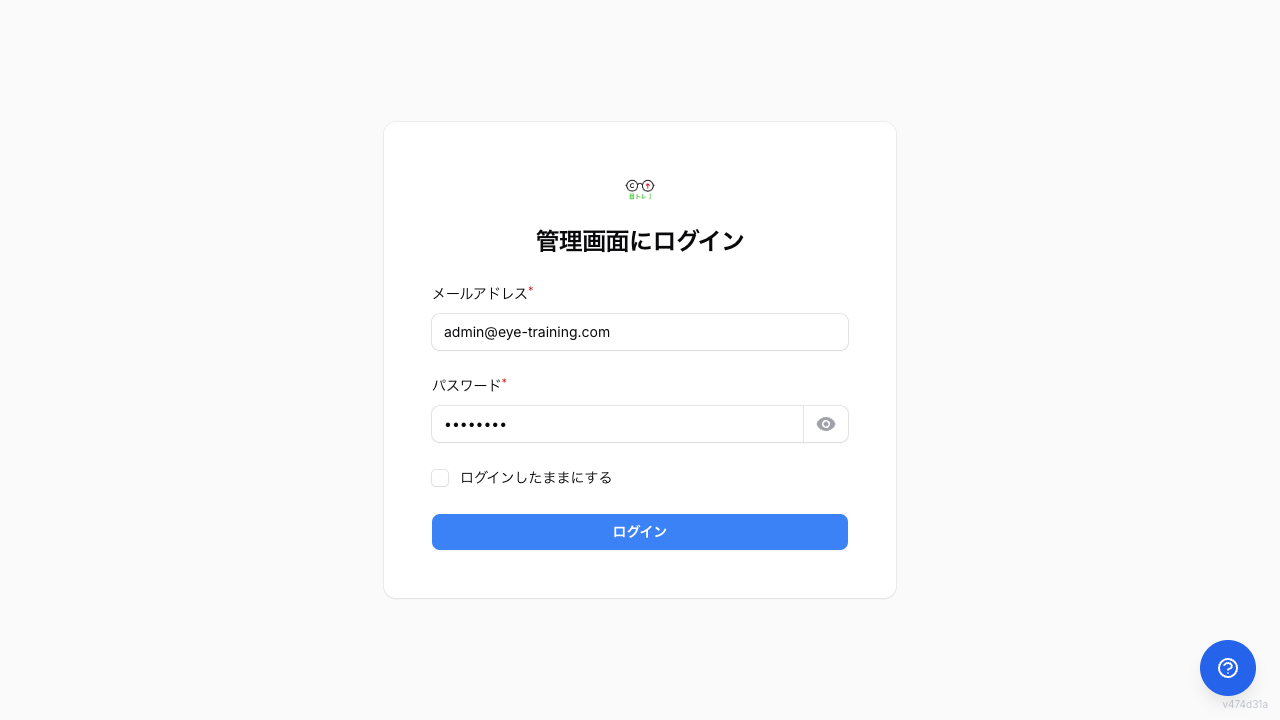 目トレ
管理画面にログイン
メールアドレス*
admin@eye-training.com
パスワード*
••••••••
ログインしたままにする
ログイン
v474d31a